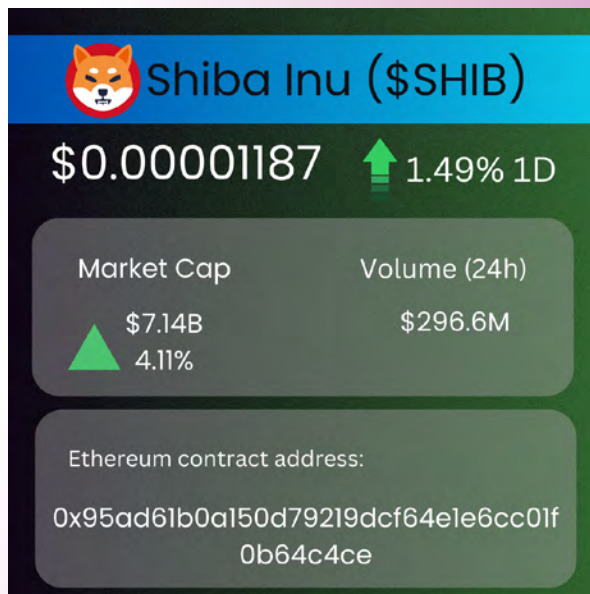 Shiba Inu ($SHIB)
$0.00001187
1.49% 1D
Market Cap
Volume (24h)
$7.14B
4.11%
$296.6M
Ethereum contract address:
0x95ad61b0a150d79219dcf64e1e6cc01f
0b64c4ce